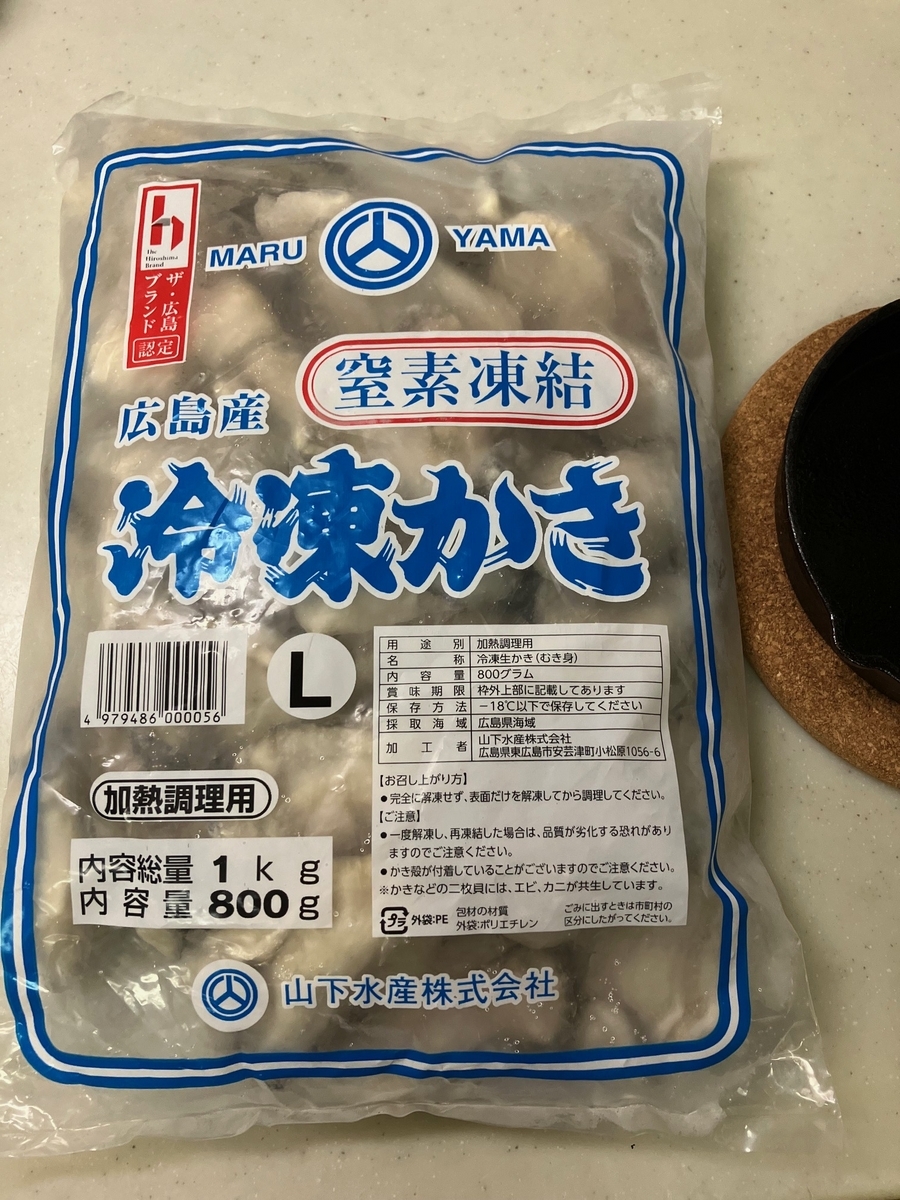 h
The
Hiroshima
Brand
ザ・広島
ブランド
認定
MARU YAMA
窒素凍結
広島産
冷凍かき
4 979486 000056
L
用途別 加熱調理用
名称 冷凍生かき(むき身)
内容量 800グラム
賞味期限 枠外上部に記載してあります
保存方法 −18℃以下で保存してください
採取海域 広島県海域
加工者 山下水産株式会社
広島県東広島市安芸津町小松原1056-6
【お召し上がり方】
●完全に解凍せず、表面だけを解凍してから調理してください。
【ご注意】
●一度解凍し、再凍結した場合は、品質が劣化する恐れがあり
ますのでご注意ください。
●かき殻が付着していることがございますのでご注意ください。
※かきなどの二枚貝には、エビ、カニが共生しています。
プラ 外袋:PE
包材の材質
外袋:ポリエチレン
ごみに出すときは市町村の
区分にしたがってください。
加熱調理用
内容総量 1kg
内容量 800g
山下水産株式会社